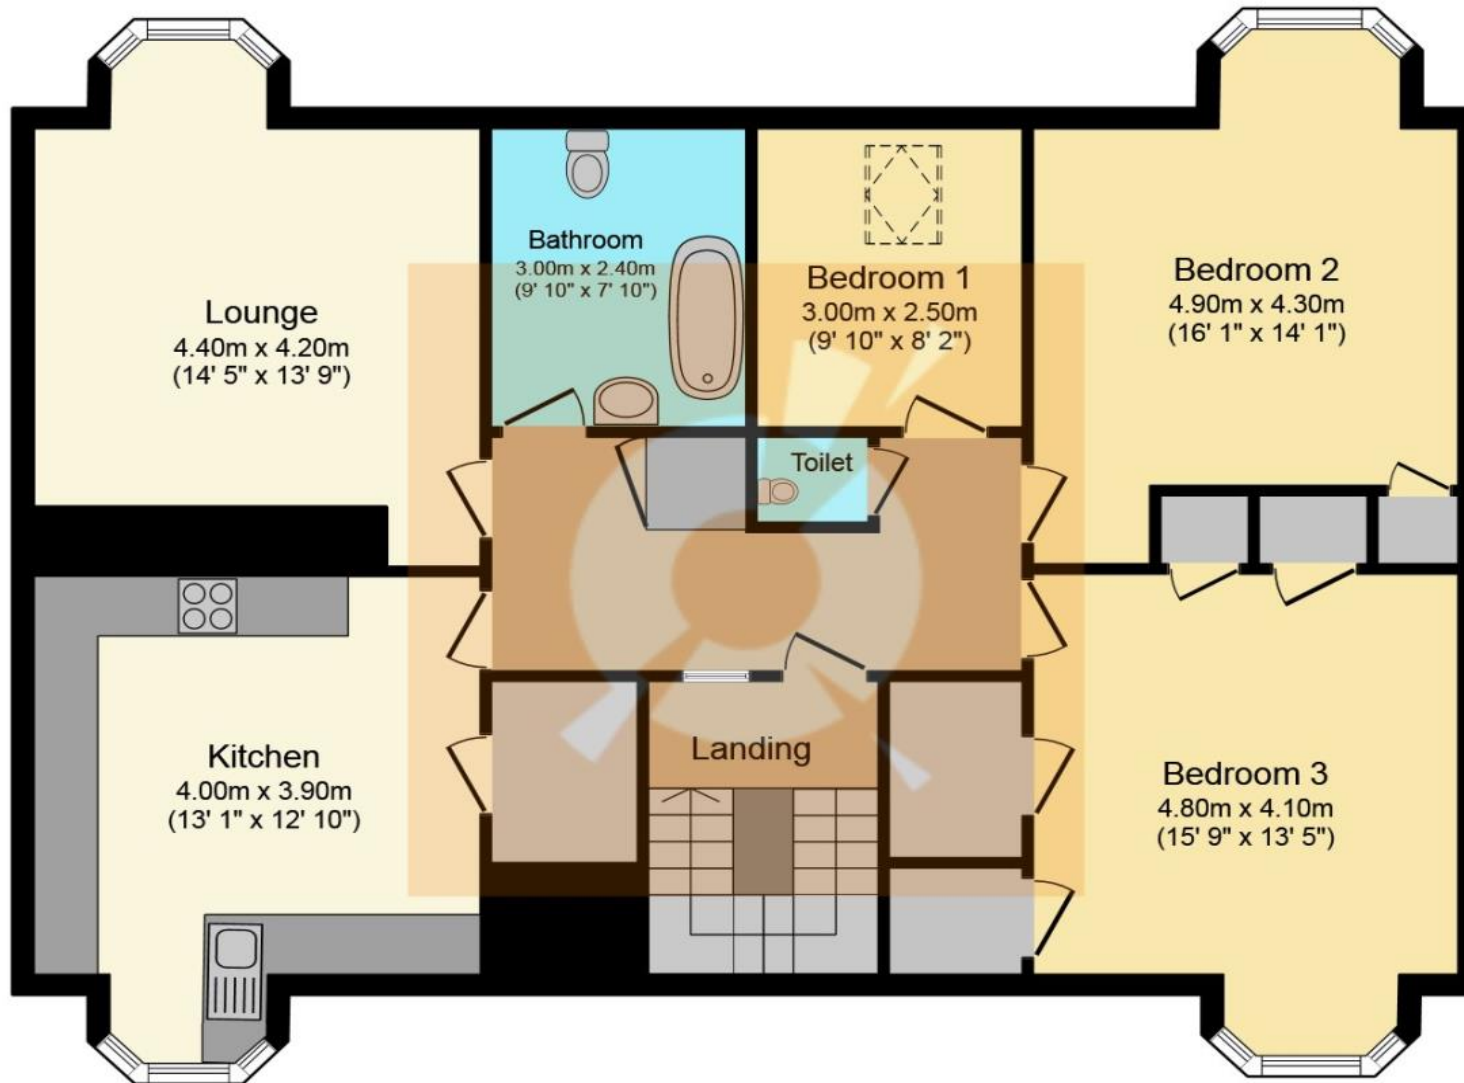 Lounge
4.40m x 4.20m
(14' 5" x 13' 9")
Bathroom
3.00m x 2.40m
(9' 10" x 7' 10")
Bedroom 1
3.00m x 2.50m
(9' 10" x 8' 2")
Bedroom 2
4.90m x 4.30m
(16' 1" x 14' 1")
Toilet
Kitchen
4.00m x 3.90m
(13' 1" x 12' 10")
Landing
Bedroom 3
4.80m x 4.10m
(15' 9" x 13' 5")